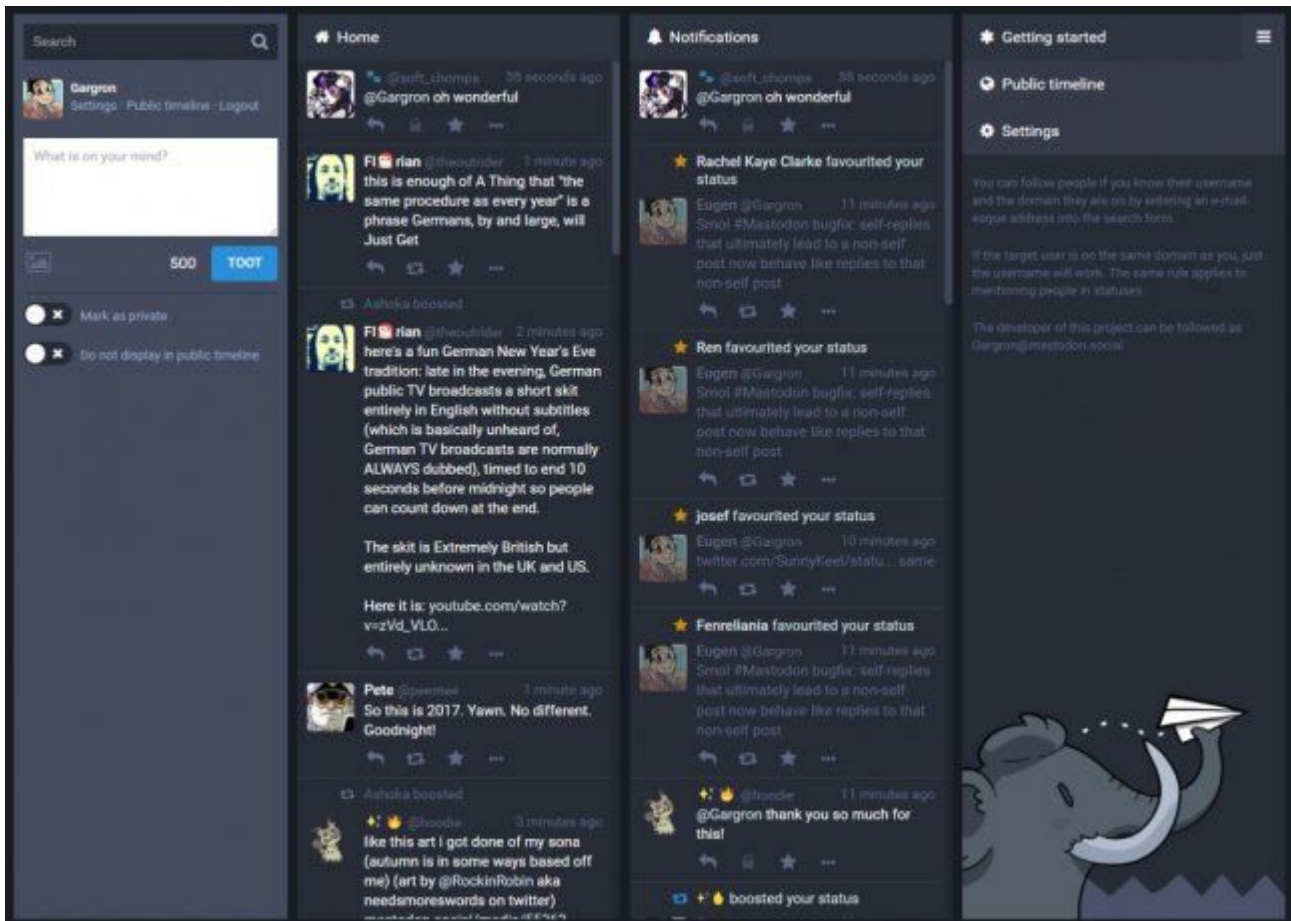 Search
Gargron
Settings · Public timeline · Logout
What is on your mind?
500
TOOT
Mark as private
Do not display in public timeline
Home
@soft_chomps 38 seconds ago
@Gargron oh wonderful
Fl rian @theoutrider 1 minute ago
this is enough of A Thing that "the
same procedure as every year" is a
phrase Germans, by and large, will
Just Get
Ashoka boosted
Fl rian @theoutrider 2 minutes ago
here's a fun German New Year's Eve
tradition: late in the evening, German
public TV broadcasts a short skit
entirely in English without subtitles
(which is basically unheard of,
German TV broadcasts are normally
ALWAYS dubbed), timed to end 10
seconds before midnight so people
can count down at the end.
The skit is Extremely British but
entirely unknown in the UK and US.
Here it is: youtube.com/watch?
v=zVd_VLO...
Pete 1 minute ago
So this is 2017. Yawn. No different.
Goodnight!
Ashoka boosted
@hoodie 3 minutes ago
like this art i got done of my sona
(autumn is in some ways based off
me) (art by @RockinRobin aka
needsmoreswords on twitter)
Notifications
@soft_chomps 38 seconds ago
@Gargron oh wonderful
Rachel Kaye Clarke favourited your
status
Eugen @Gargron 11 minutes ago
Smol #Mastodon bugfix: self-replies
that ultimately lead to a non-self
post now behave like replies to that
non-self post
Ren favourited your status
Eugen @Gargron 11 minutes ago
Smol #Mastodon bugfix: self-replies
that ultimately lead to a non-self
post now behave like replies to that
non-self post
josef favourited your status
Eugen @Gargron 10 minutes ago
twitter.com/SunnyKeel/statu... same
Fenreliania favourited your status
Eugen @Gargron 11 minutes ago
Smol #Mastodon bugfix: self-replies
that ultimately lead to a non-self
post now behave like replies to that
non-self post
@hoodie 11 minutes ago
@Gargron thank you so much for
this!
boosted your status
Getting started
Public timeline
Settings
You can follow people if you know their username
and the domain they are on by entering an e-mail-
esque address into the search form.
If the target user is on the same domain as you, just
the username will work. The same rule applies to
mentioning people in statuses.
The developer of this project can be followed as
Gargron@mastodon.social